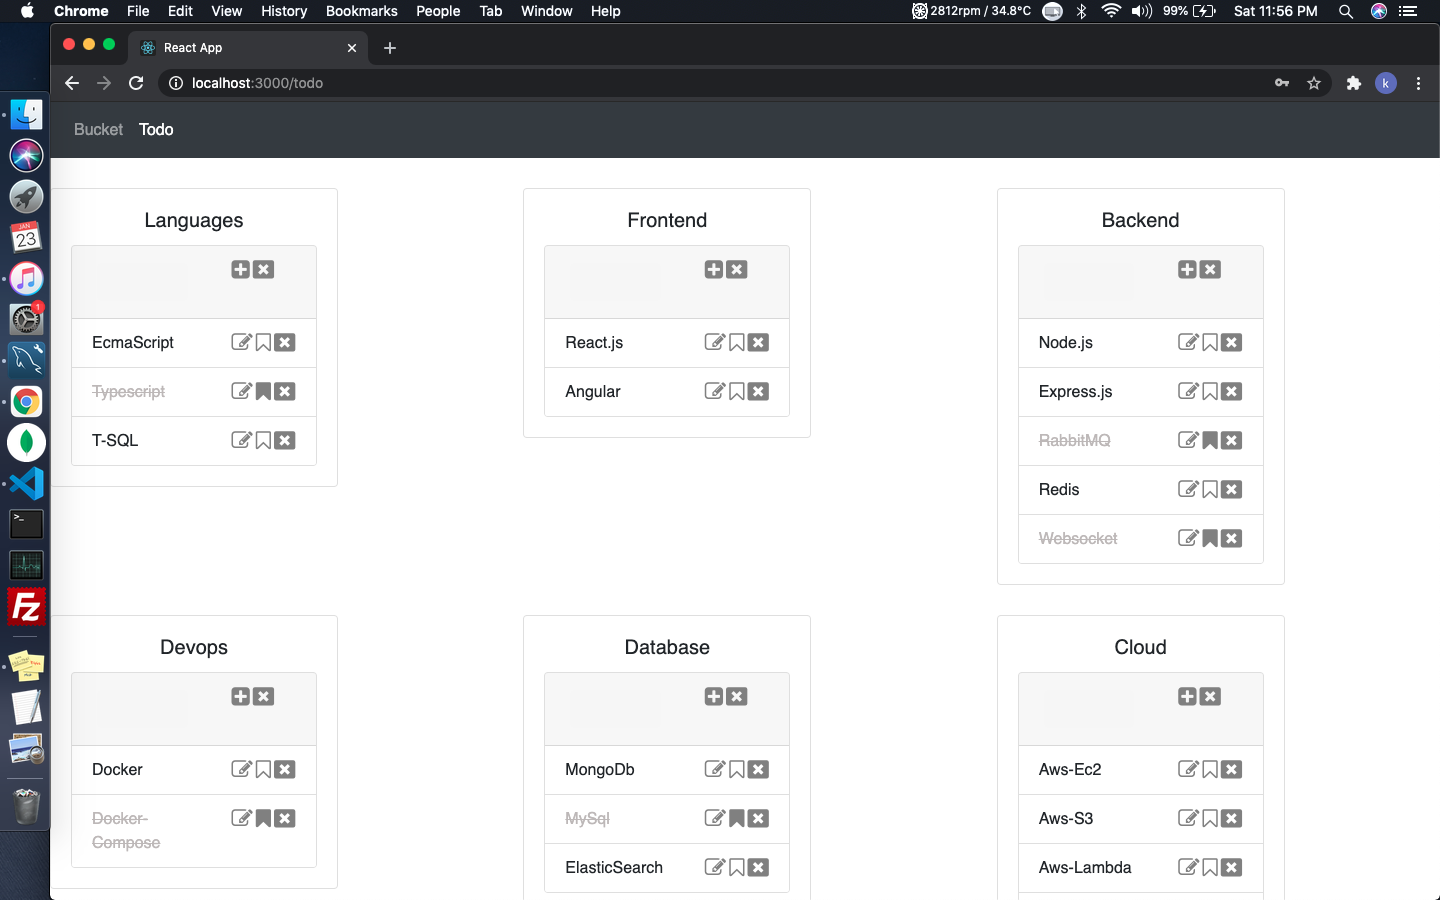 Chrome File Edit View History Bookmarks People Tab Window Help 2812rpm / 34.8°C 99% Sat 11:56 PM
React App
localhost:3000/todo
k
Bucket Todo
JAN
23
1
Languages
EcmaScript
Typescript
T-SQL
Frontend
React.js
Angular
Backend
Node.js
Express.js
RabbitMQ
Redis
Websocket
Devops
Docker
Docker-
Compose
Database
MongoDb
MySql
ElasticSearch
Cloud
Aws-Ec2
Aws-S3
Aws-Lambda
>_
Fz